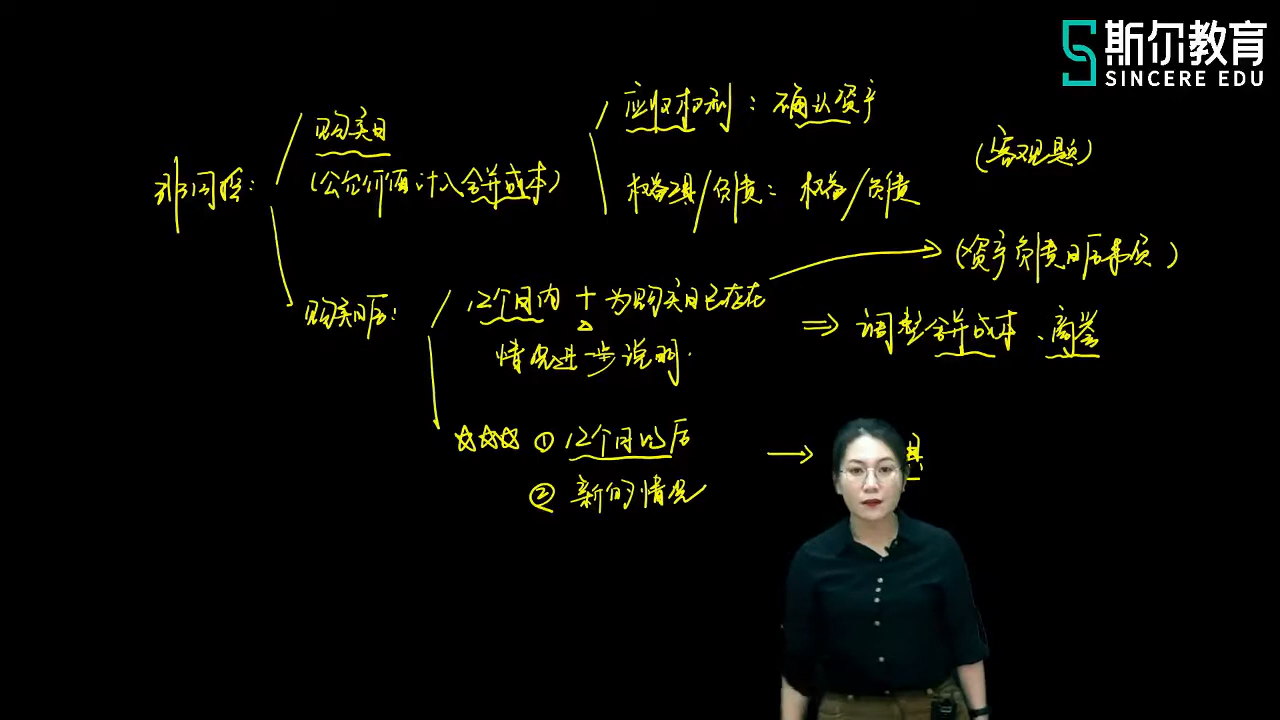 斯尔教育
SINCERE EDU
应收权利：确认资产
购买日
(客观题)
非同控：
(公允价值计入合并成本)
权益工具/负债：权益/负债
(资产负债日后事项)
购买日后：
12个月内 + 为购买日已存在
情况进一步说明.
⇒ 调整合并成本、商誉
☆☆☆ ① 12个月以后
→
② 新的情况